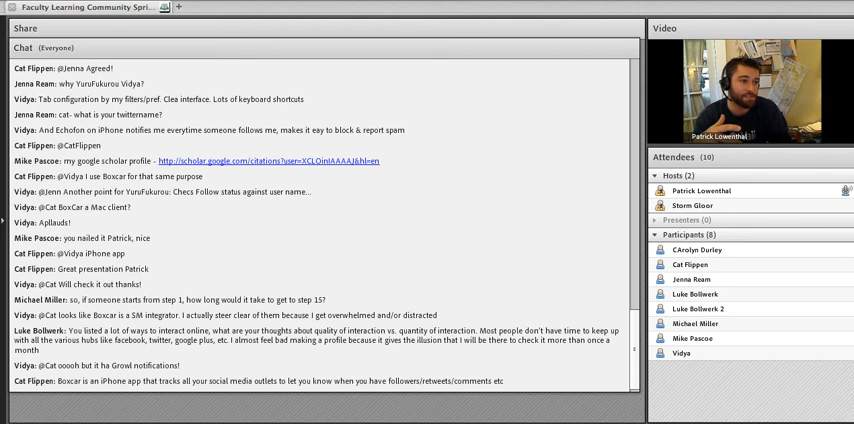 Faculty Learning Community Spri...
Share
Chat (Everyone)
Cat Flippen: @Jenna Agreed!
Jenna Ream: why YuruFukurou Vidya?
Vidya: Tab configuration by my filters/pref. Clea interface. Lots of keyboard shortcuts
Jenna Ream: cat- what is your twittername?
Vidya: And Echofon on iPhone notifies me everyime someone follows me, makes it eay to block & report spam
Cat Flippen: @CatFlippen
Mike Pascoe: my google scholar profile - http://scholar.google.com/citations?user=XCLOinIAAAAJ&hl=en
Cat Flippen: @Vidya I use Boxcar for that same purpose
Vidya: @Jenn Another point for YuruFukurou: Checs Follow status against user name...
Vidya: @Cat BoxCar a Mac client?
Vidya: Apllauds!
Mike Pascoe: you nailed it Patrick, nice
Cat Flippen: @Vidya iPhone app
Cat Flippen: Great presentation Patrick
Vidya: @Cat Will check it out thanks!
Michael Miller: so, if someone starts from step 1, how long would it take to get to step 15?
Vidya: @Cat looks like Boxcar is a SM integrator. I actually steer clear of them because I get overwhelmed and/or distracted
Luke Bollwerk: You listed a lot of ways to interact online, what are your thoughts about quality of interaction vs. quantity of interaction. Most people don't have time to keep up
with all the various hubs like facebook, twitter, google plus, etc. I almost feel bad making a profile because it gives the illusion that I will be there to check it more than once a
month
Vidya: @Cat ooooh but it ha Growl notifications!
Cat Flippen: Boxcar is an iPhone app that tracks all your social media outlets to let you know when you have followers/retweets/comments etc
Video
Patrick Lowenthal
Attendees (10)
Hosts (2)
Patrick Lowenthal
Storm Gloor
Presenters (0)
Participants (8)
CArolyn Durley
Cat Flippen
Jenna Ream
Luke Bollwerk
Luke Bollwerk 2
Michael Miller
Mike Pascoe
Vidya